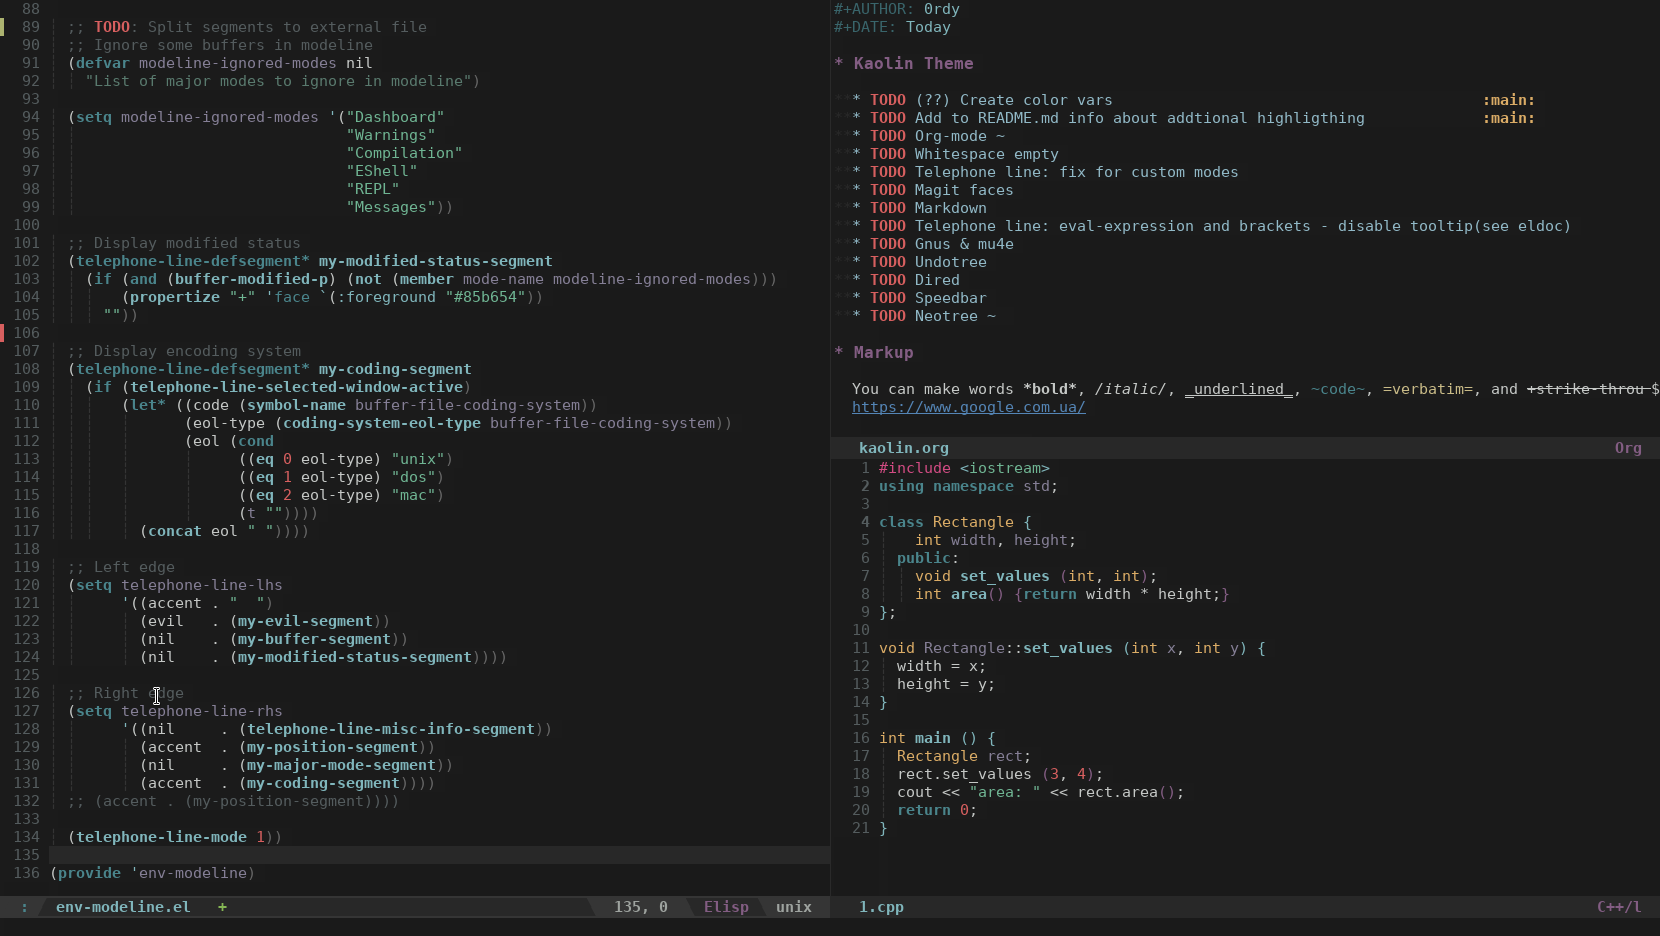 88
89 ;; TODO: Split segments to external file
90 ;; Ignore some buffers in modeline
91 (defvar modeline-ignored-modes nil
92 "List of major modes to ignore in modeline")
93
94 (setq modeline-ignored-modes '("Dashboard"
95 "Warnings"
96 "Compilation"
97 "EShell"
98 "REPL"
99 "Messages"))
100
101 ;; Display modified status
102 (telephone-line-defsegment* my-modified-status-segment
103 (if (and (buffer-modified-p) (not (member mode-name modeline-ignored-modes)))
104 (propertize "+" 'face `(:foreground "#85b654"))
105 ""))
106
107 ;; Display encoding system
108 (telephone-line-defsegment* my-coding-segment
109 (if (telephone-line-selected-window-active)
110 (let* ((code (symbol-name buffer-file-coding-system))
111 (eol-type (coding-system-eol-type buffer-file-coding-system))
112 (eol (cond
113 ((eq 0 eol-type) "unix")
114 ((eq 1 eol-type) "dos")
115 ((eq 2 eol-type) "mac")
116 (t ""))))
117 (concat eol " "))))
118
119 ;; Left edge
120 (setq telephone-line-lhs
121 '((accent . "  ")
122 (evil   . (my-evil-segment))
123 (nil    . (my-buffer-segment))
124 (nil    . (my-modified-status-segment))))
125
126 ;; Right edge
127 (setq telephone-line-rhs
128 '((nil     . (telephone-line-misc-info-segment))
129 (accent  . (my-position-segment))
130 (nil     . (my-major-mode-segment))
131 (accent  . (my-coding-segment))))
132 ;; (accent . (my-position-segment))))
133
134 (telephone-line-mode 1))
135
136 (provide 'env-modeline)
: env-modeline.el + 135, 0 Elisp unix
#+AUTHOR: 0rdy
#+DATE: Today
* Kaolin Theme
* TODO (??) Create color vars :main:
* TODO Add to README.md info about addtional highligthing :main:
* TODO Org-mode ~
* TODO Whitespace empty
* TODO Telephone line: fix for custom modes
* TODO Magit faces
* TODO Markdown
* TODO Telephone line: eval-expression and brackets - disable tooltip(see eldoc)
* TODO Gnus & mu4e
* TODO Undotree
* TODO Dired
* TODO Speedbar
* TODO Neotree ~
* Markup
You can make words *bold*, /italic/, _underlined_, ~code~, =verbatim=, and +strike-throu-$
https://www.google.com.ua/
kaolin.org Org
1 #include <iostream>
2 using namespace std;
3
4 class Rectangle {
5 int width, height;
6 public:
7 void set_values (int, int);
8 int area() {return width * height;}
9 };
10
11 void Rectangle::set_values (int x, int y) {
12 width = x;
13 height = y;
14 }
15
16 int main () {
17 Rectangle rect;
18 rect.set_values (3, 4);
19 cout << "area: " << rect.area();
20 return 0;
21 }
1.cpp C++/l